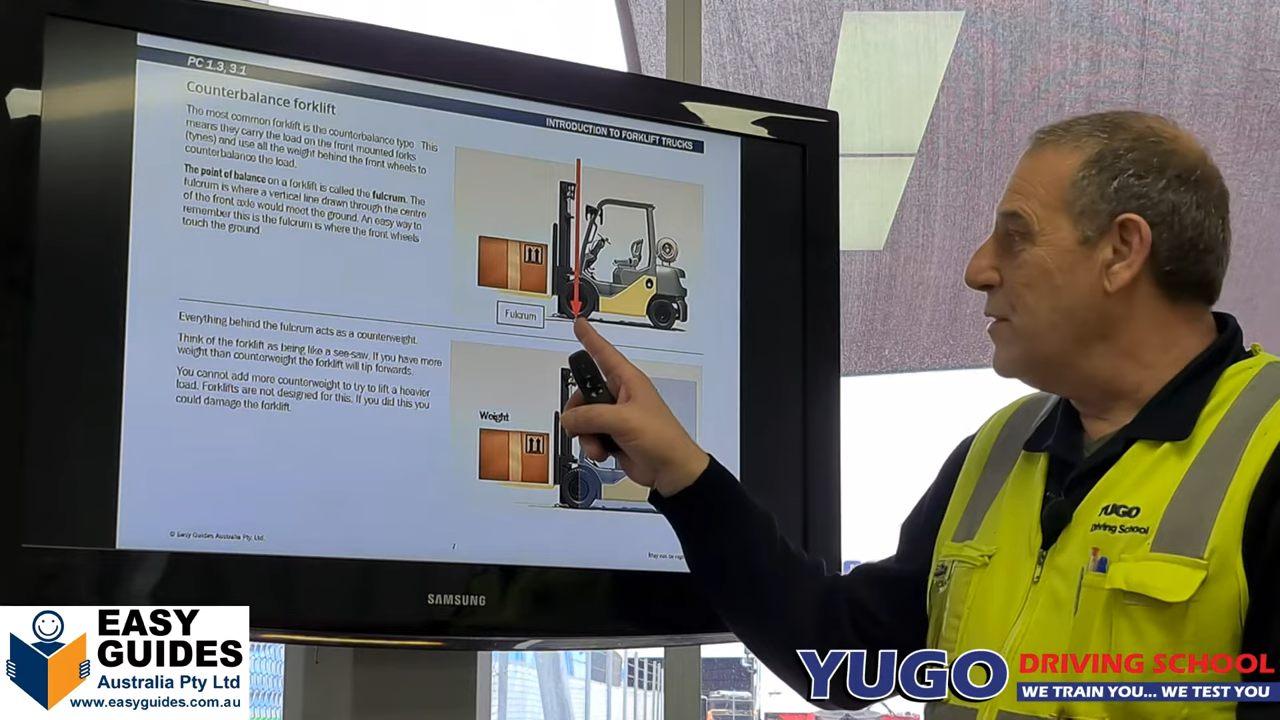 PC 1.3, 3.1
INTRODUCTION TO FORKLIFT TRUCKS
Counterbalance forklift
The most common forklift is the counterbalance type This
means they carry the load on the front mounted forks
(tynes) and use all the weight behind the front wheels to
counterbalance the load.
The point of balance on a forklift is called the fulcrum. The
fulcrum is where a vertical line drawn through the centre
of the front axle would meet the ground. An easy way to
remember this is the fulcrum is where the front wheels
touch the ground
Fulcrum
Everything behind the fulcrum acts as a counterweight.
Think of the forklift as being like a see-saw. If you have more
weight than counterweight the forklift will tip forwards.
You cannot add more counterweight to try to lift a heavier
load. Forklifts are not designed for this. If you did this you
could damage the forklift.
Weight
© Easy Guides Australia Pty. Ltd.
May not be
SAMSUNG
YUGO
Driving School
EASY
GUIDES
Australia Pty Ltd
www.easyguides.com.au
YUGO DRIVING SCHOOL
WE TRAIN YOU... WE TEST YOU